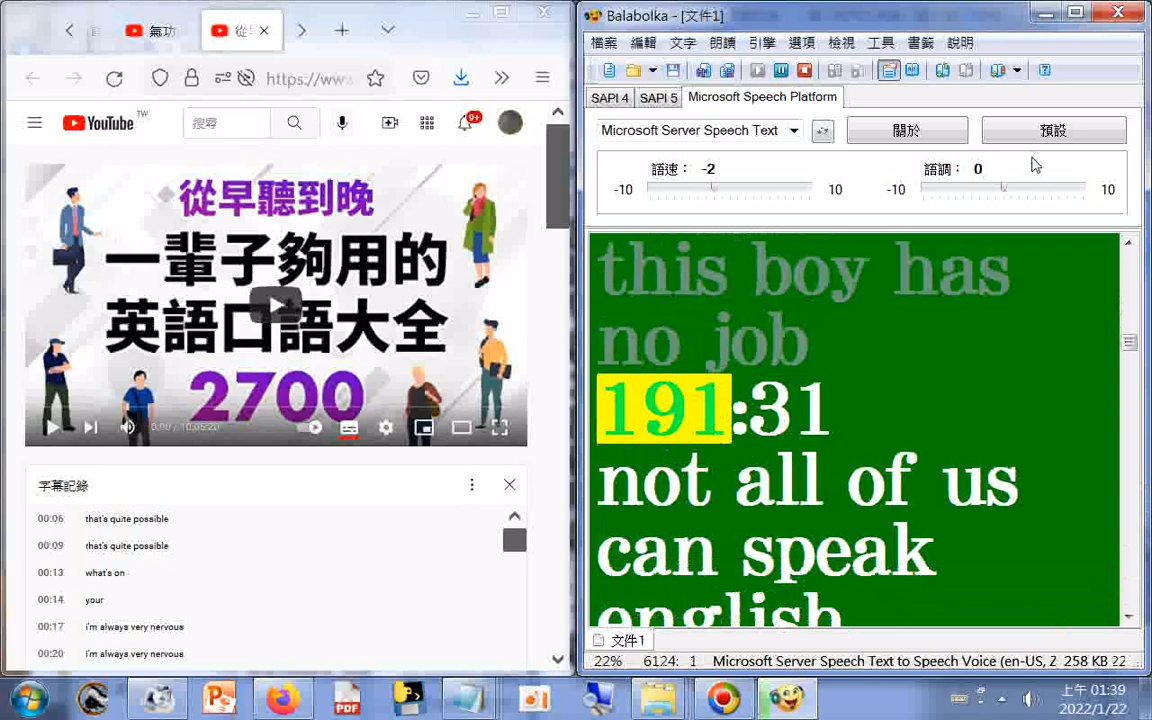 氣功
從
https://www
YouTube
TW
搜尋
9+
從早聽到晚
一輩子夠用的
英語口語大全
2700
0:00 / 10:05:20
字幕記錄
00:06 that's quite possible
00:09 that's quite possible
00:13 what's on
00:14 your
00:17 i'm always very nervous
00:20 i'm always very nervous
Balabolka - [文件1]
檔案 編輯 文字 朗讀 引擎 選項 檢視 工具 書籤 說明
SAPI 4 SAPI 5 Microsoft Speech Platform
Microsoft Server Speech Text 關於 預設
語速： -2 語調： 0
-10 10 -10 10
this boy has
no job
191:31
not all of us
can speak
english
文件1
22% 6124: 1 Microsoft Server Speech Text to Speech Voice (en-US, Z 258 KB 22
PDF
上午 01:39
2022/1/22